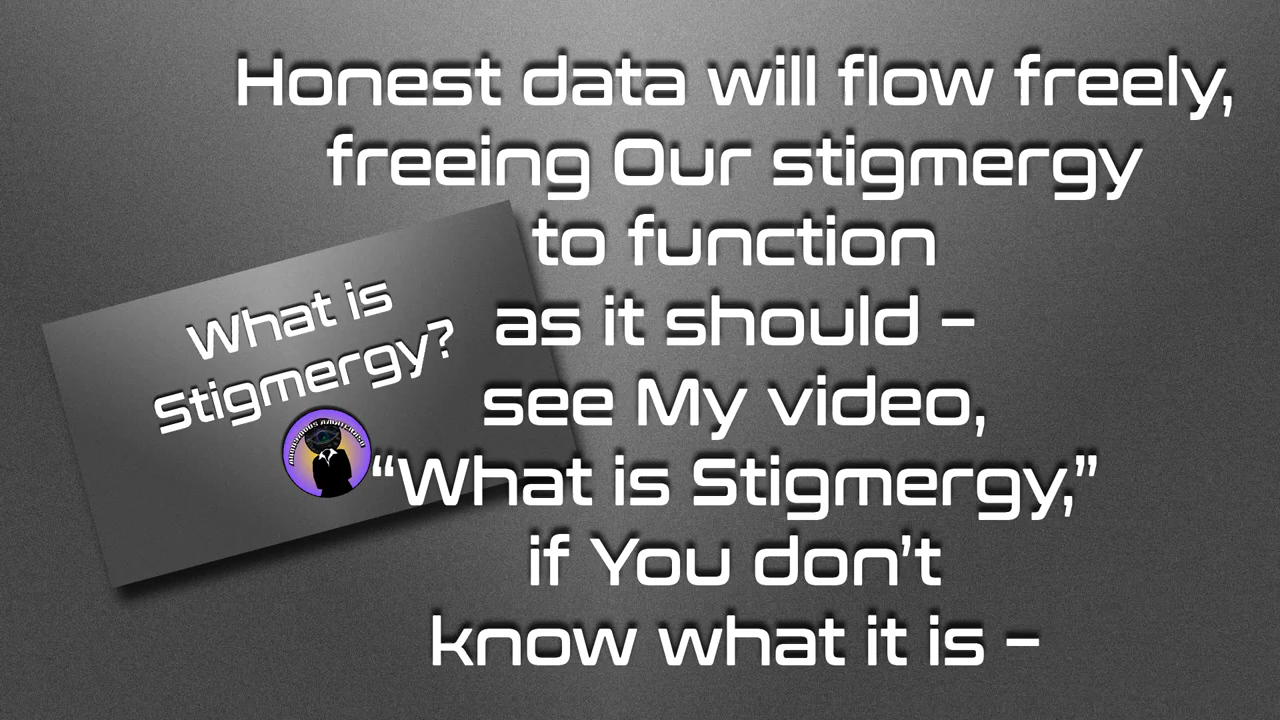 Honest data will flow freely,
freeing Our stigmergy
to function
as it should –
see My video,
“What is Stigmergy,”
if You don’t
know what it is –
What is
Stigmergy?